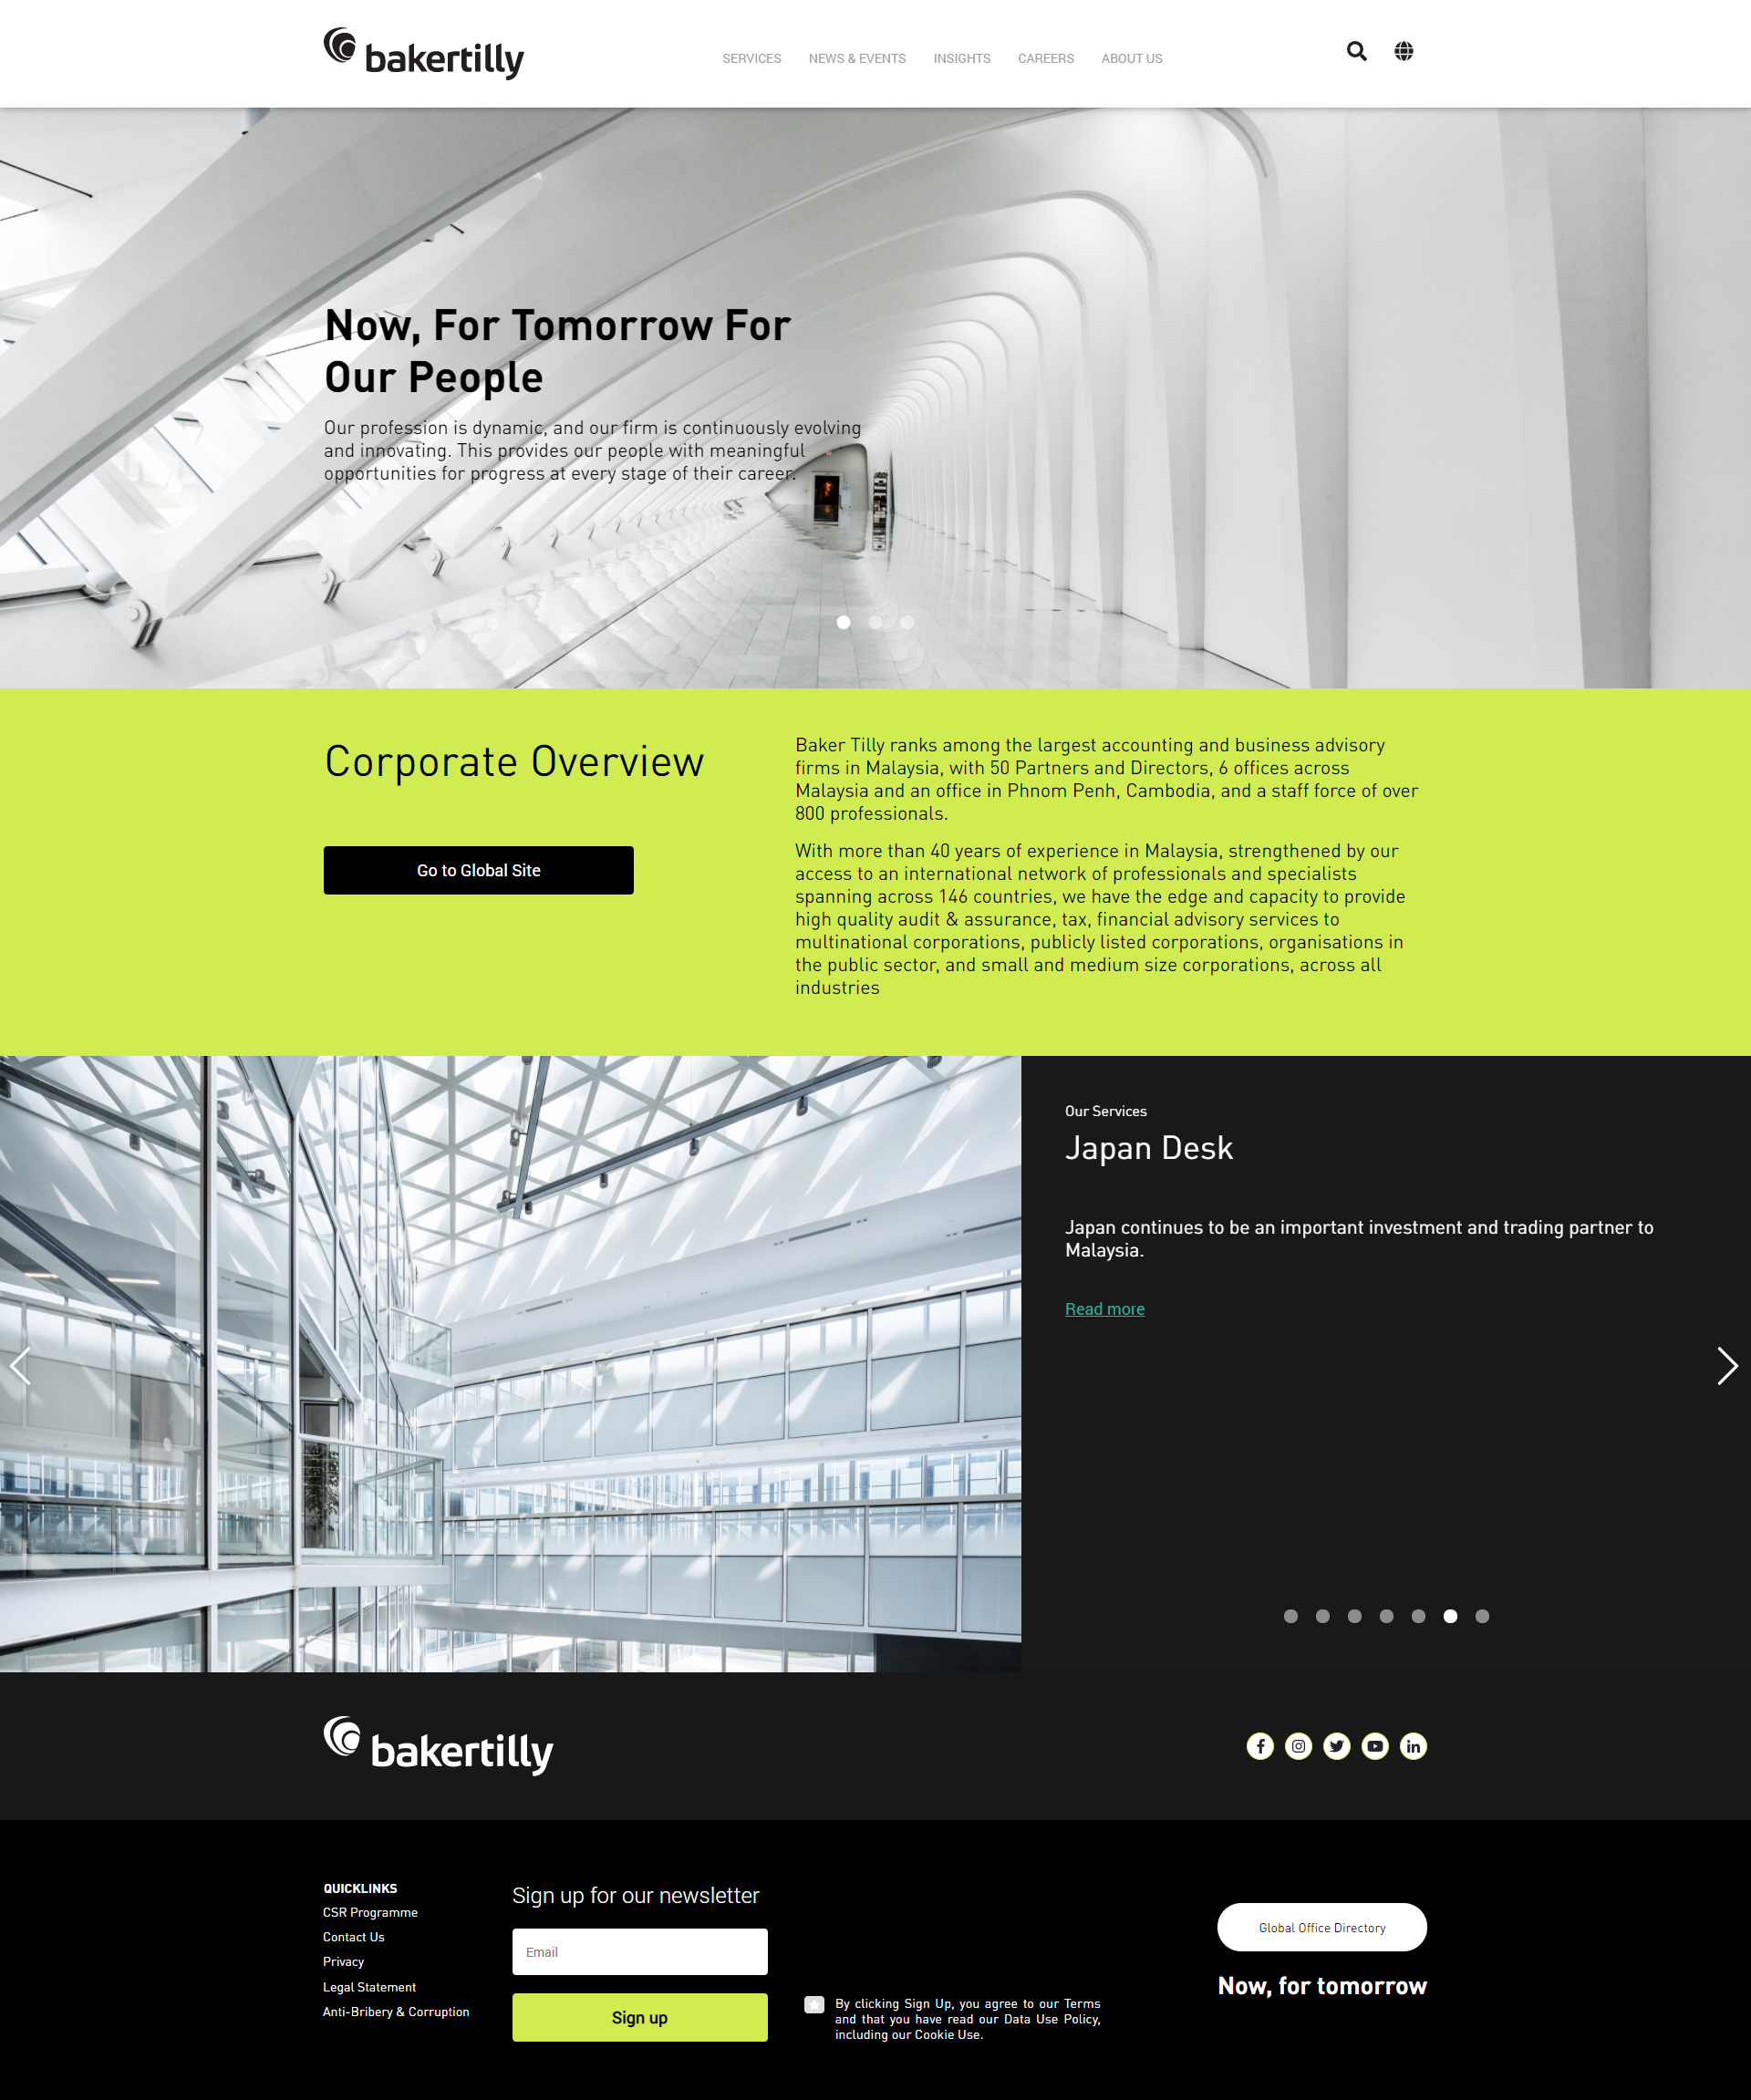 bakertilly
SERVICES NEWS & EVENTS INSIGHTS CAREERS ABOUT US
Now, For Tomorrow For
Our People
Our profession is dynamic, and our firm is continuously evolving
and innovating. This provides our people with meaningful
opportunities for progress at every stage of their career.
Corporate Overview
Go to Global Site
Baker Tilly ranks among the largest accounting and business advisory
firms in Malaysia, with 50 Partners and Directors, 6 offices across
Malaysia and an office in Phnom Penh, Cambodia, and a staff force of over
800 professionals.
With more than 40 years of experience in Malaysia, strengthened by our
access to an international network of professionals and specialists
spanning across 146 countries, we have the edge and capacity to provide
high quality audit & assurance, tax, financial advisory services to
multinational corporations, publicly listed corporations, organisations in
the public sector, and small and medium size corporations, across all
industries
Our Services
Japan Desk
Japan continues to be an important investment and trading partner to
Malaysia.
Read more
bakertilly
QUICKLINKS
CSR Programme
Contact Us
Privacy
Legal Statement
Anti-Bribery & Corruption
Sign up for our newsletter
Email
Sign up
By clicking Sign Up, you agree to our Terms
and that you have read our Data Use Policy,
including our Cookie Use.
Global Office Directory
Now, for tomorrow